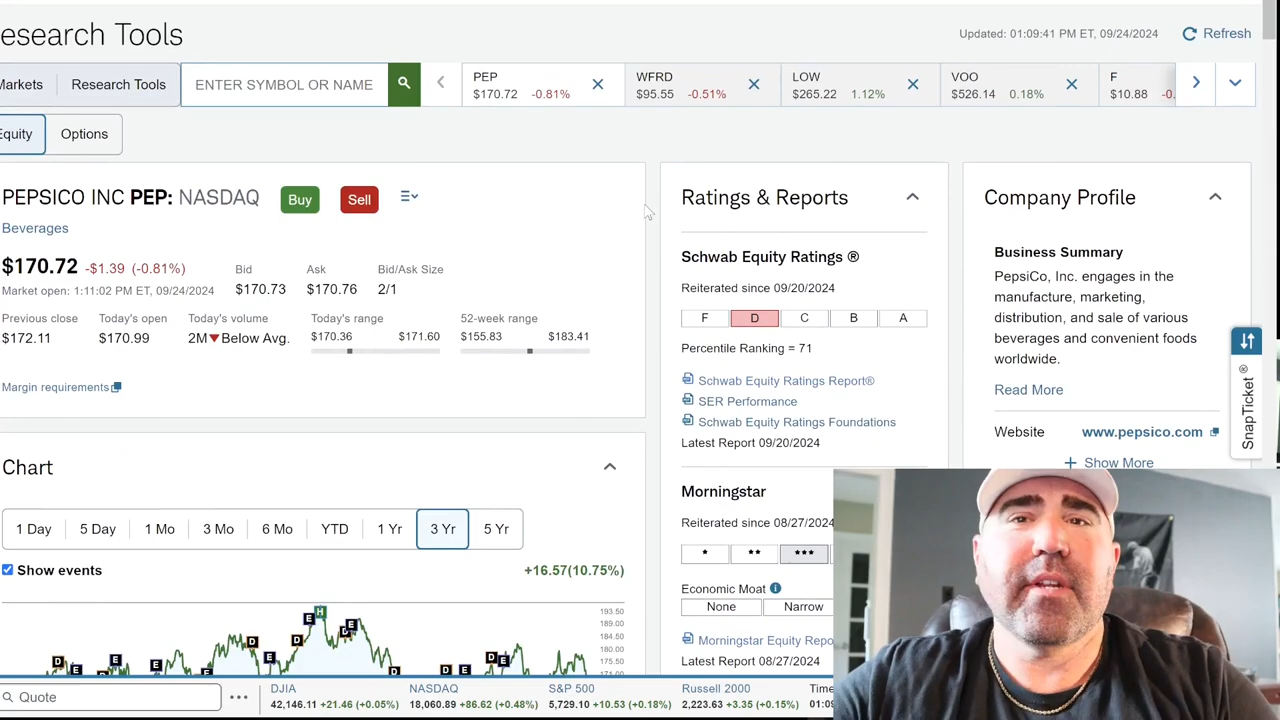 esearch Tools
Updated: 01:09:41 PM ET, 09/24/2024 Refresh
Markets Research Tools ENTER SYMBOL OR NAME
PEP
$170.72 -0.81%
WFRD
$95.55 -0.51%
LOW
$265.22 1.12%
VOO
$526.14 0.18%
F
$10.88 -0.
Equity Options
PEPSICO INC PEP: NASDAQ Buy Sell
Beverages
$170.72 -$1.39 (-0.81%)
Market open: 1:11:02 PM ET, 09/24/2024
Bid
$170.73
Ask
$170.76
Bid/Ask Size
2/1
Previous close
$172.11
Today's open
$170.99
Today's volume
2M Below Avg.
Today's range
$170.36 $171.60
52-week range
$155.83 $183.41
Margin requirements
Chart
1 Day 5 Day 1 Mo 3 Mo 6 Mo YTD 1 Yr 3 Yr 5 Yr
Show events +16.57(10.75%)
193.50
189.00
184.50
180.00
175.50
171.00
Ratings & Reports
Schwab Equity Ratings ®
Reiterated since 09/20/2024
F D C B A
Percentile Ranking = 71
Schwab Equity Ratings Report®
SER Performance
Schwab Equity Ratings Foundations
Latest Report 09/20/2024
Morningstar
Reiterated since 08/27/2024
* ** ***
Economic Moat
None Narrow
Morningstar Equity Repo
Latest Report 08/27/2024
Company Profile
Business Summary
PepsiCo, Inc. engages in the
manufacture, marketing,
distribution, and sale of various
beverages and convenient foods
worldwide.
Read More
Website www.pepsico.com
+ Show More
SnapTicket ®
Quote
DJIA
42,146.11 +21.46 (+0.05%)
NASDAQ
18,060.89 +86.62 (+0.48%)
S&P 500
5,729.10 +10.53 (+0.18%)
Russell 2000
2,223.63 +3.35 (+0.15%)
Time
01:09